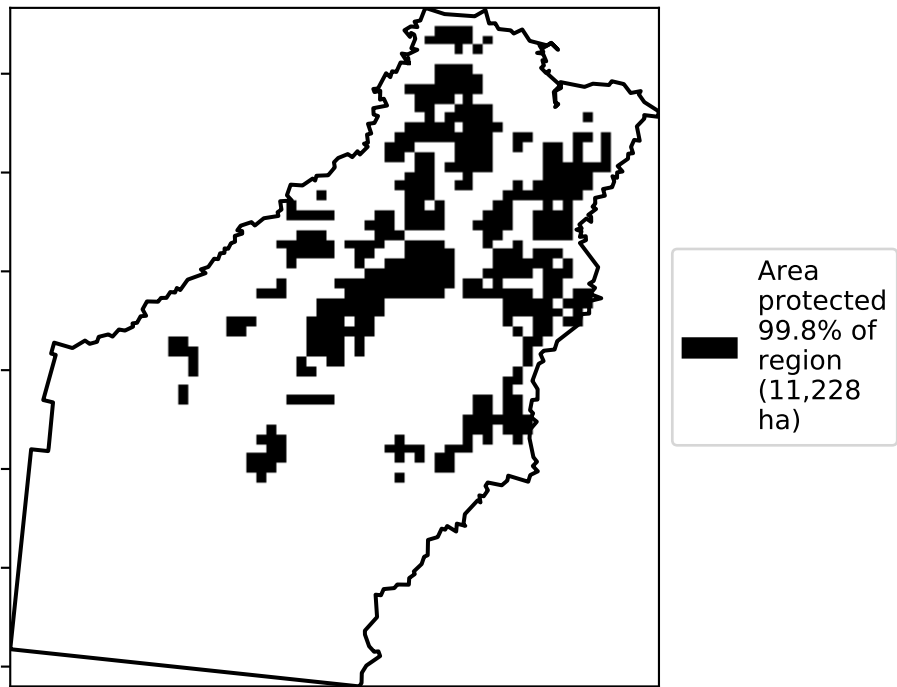 Area
protected
99.8% of
region
(11,228
ha)